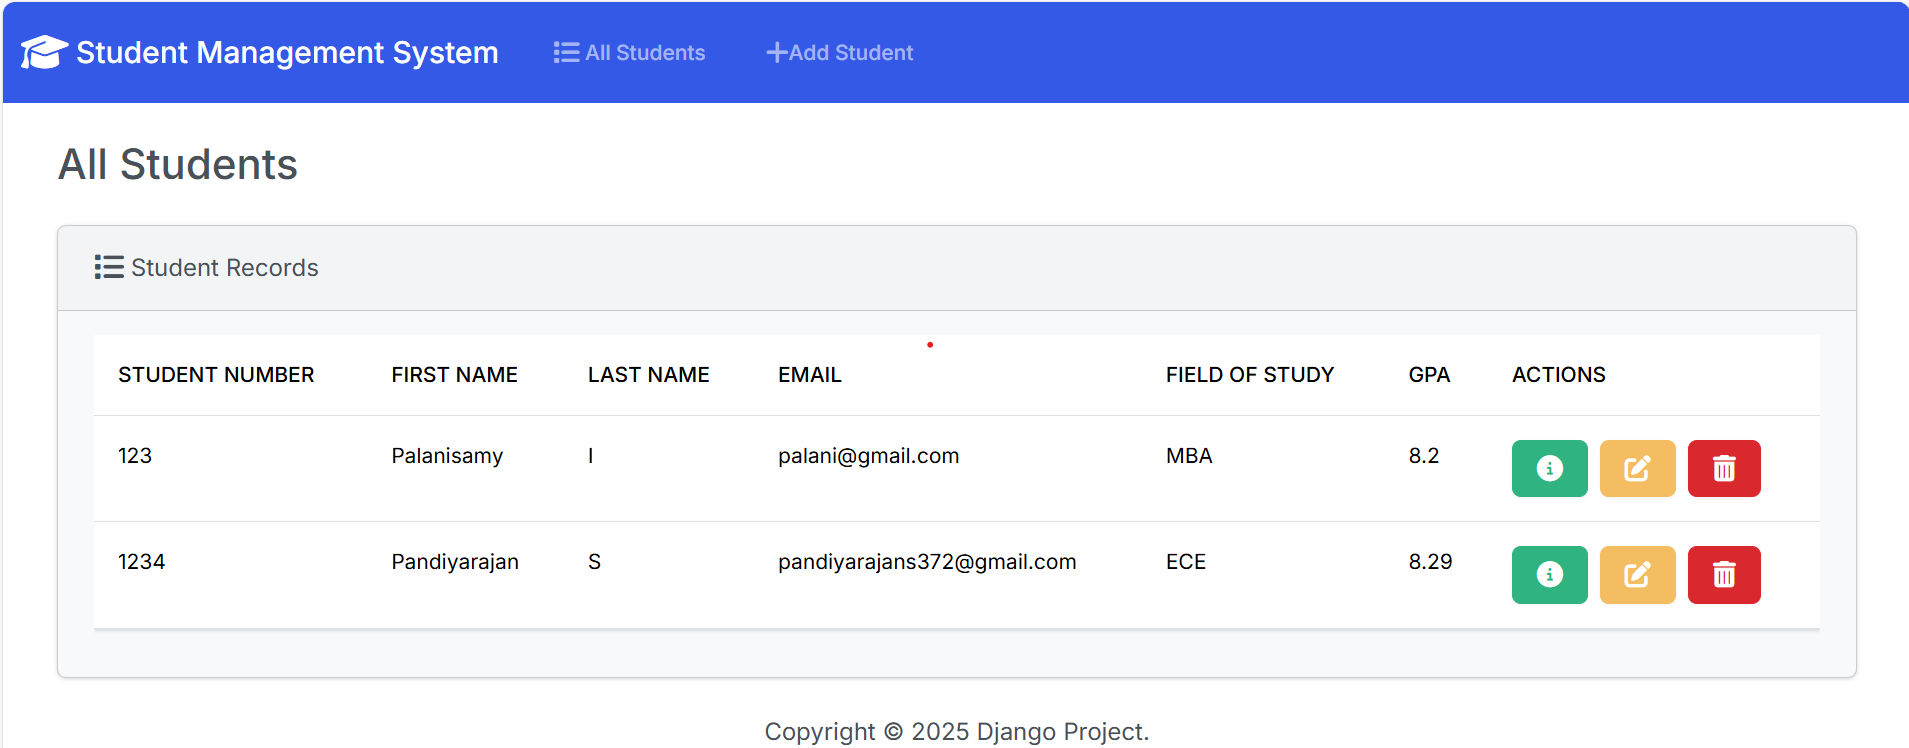 Student Management System All Students Add Student
All Students
Student Records
STUDENT NUMBER FIRST NAME LAST NAME EMAIL FIELD OF STUDY GPA ACTIONS
123 Palanisamy I palani@gmail.com MBA 8.2
1234 Pandiyarajan S pandiyarajans372@gmail.com ECE 8.29
Copyright © 2025 Django Project.